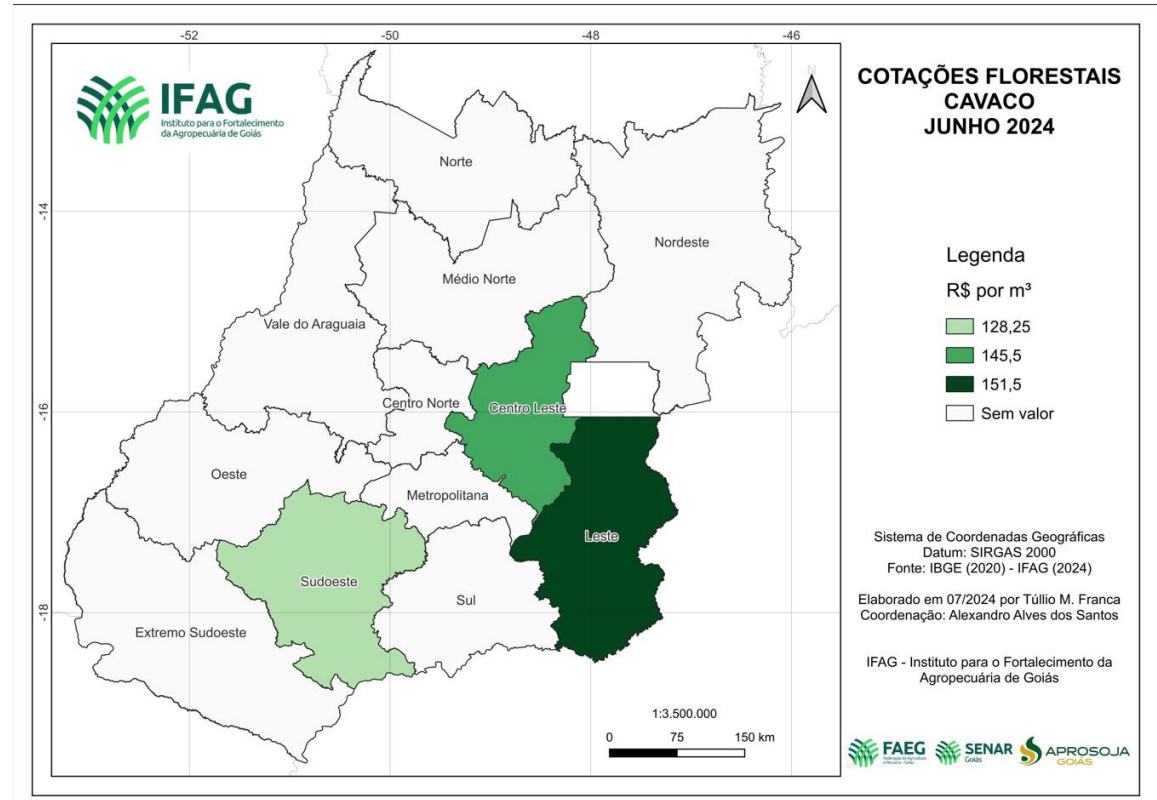 -52
-50
-48
-46
IFAG
Instituto para o Fortalecimento
da Agropecuária de Goiás
N
COTAÇÕES FLORESTAIS
CAVACO
JUNHO 2024
Norte
-14
Nordeste
Médio Norte
Vale do Araguaia
Legenda
R$ por m³
128,25
145,5
151,5
Sem valor
Centro Norte
Centro Leste
-16
Oeste
Metropolitana
Leste
Sudoeste
Sul
-18
Extremo Sudoeste
Sistema de Coordenadas Geográficas
Datum: SIRGAS 2000
Fonte: IBGE (2020) - IFAG (2024)
Elaborado em 07/2024 por Túllio M. Franca
Coordenação: Alexandro Alves dos Santos
IFAG - Instituto para o Fortalecimento da
Agropecuária de Goiás
1:3.500.000
0 75 150 km
FAEG
SENAR
Goiás
APROSOJA
GOIÁS